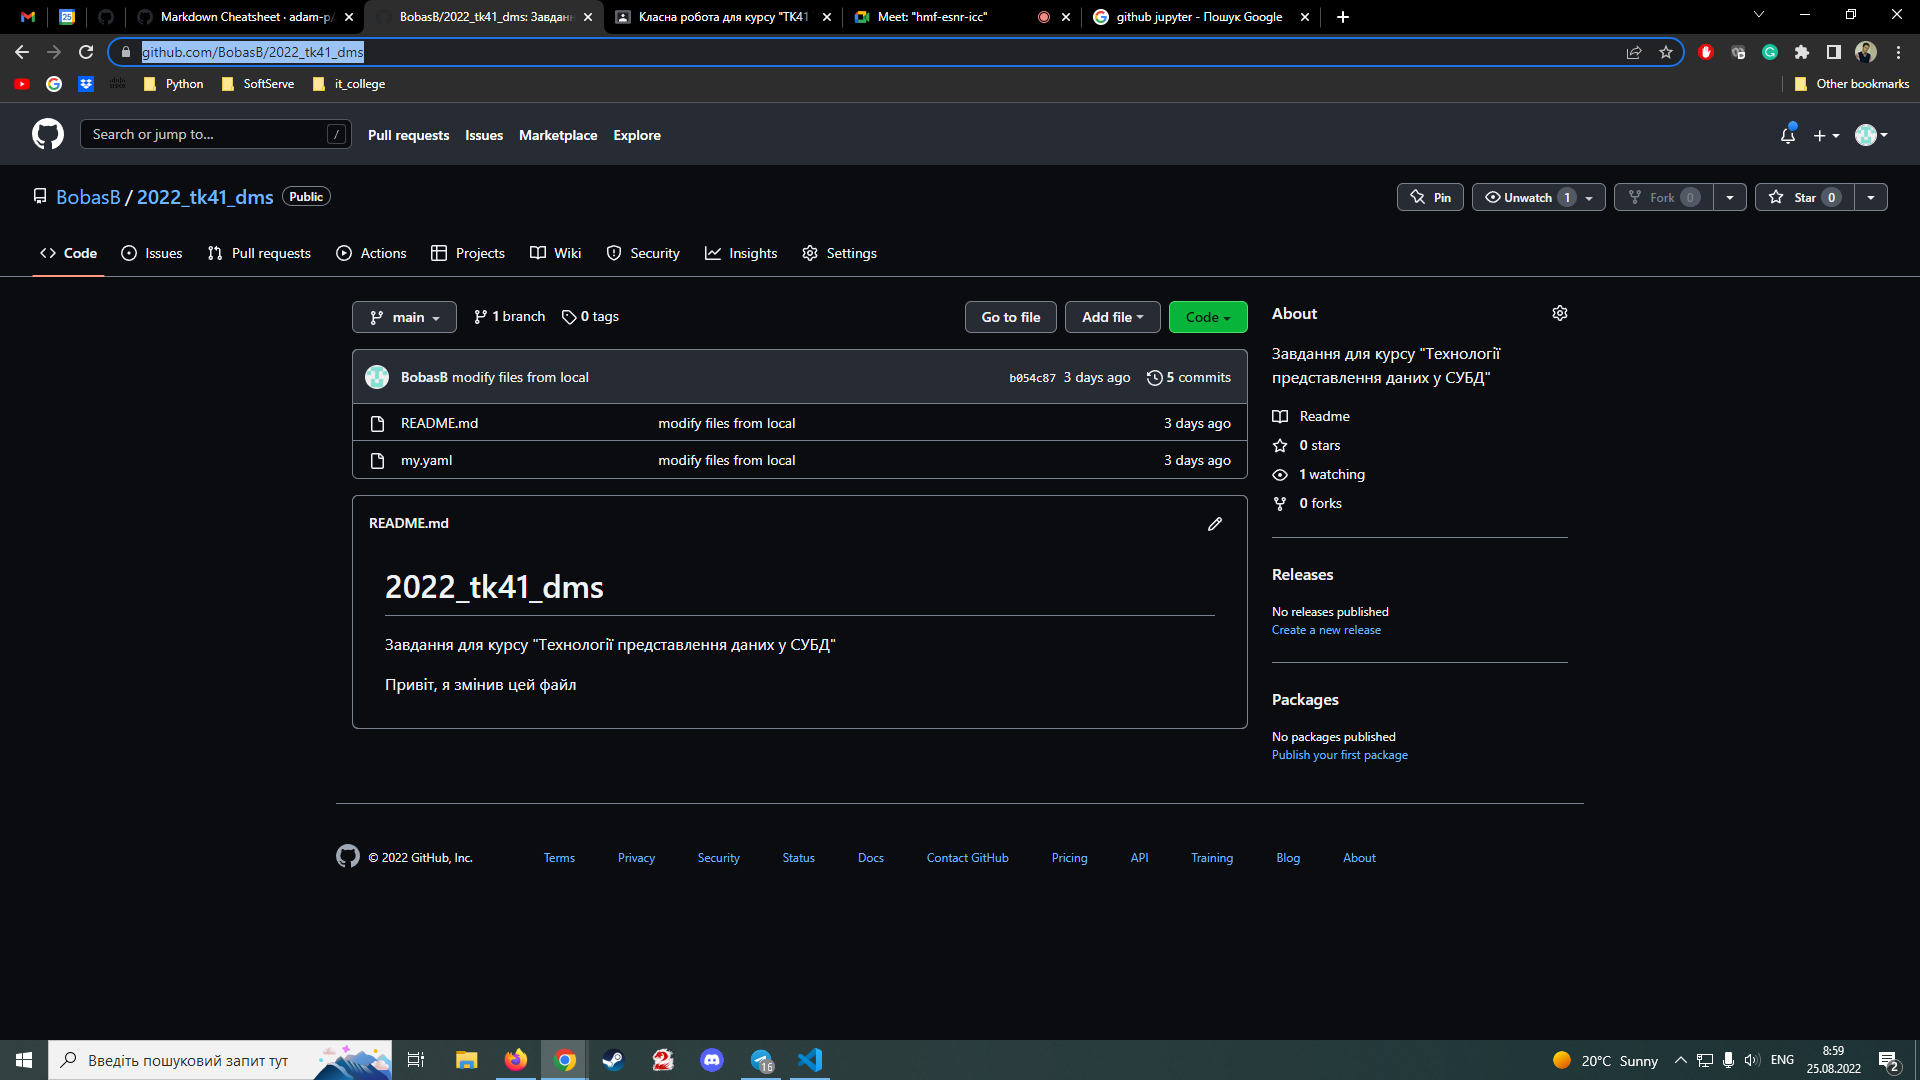 Markdown Cheatsheet · adam-p/
BobasB/2022_tk41_dms: Завдан
Класна робота для курсу "ТК41
Meet: "hmf-esnr-icc"
github jupyter - Пошук Google
github.com/BobasB/2022_tk41_dms
Python
SoftServe
it_college
Other bookmarks
Search or jump to...
/
Pull requests
Issues
Marketplace
Explore
BobasB / 2022_tk41_dms
Public
Pin
Unwatch 1
Fork 0
Star 0
Code
Issues
Pull requests
Actions
Projects
Wiki
Security
Insights
Settings
main
1 branch
0 tags
Go to file
Add file
Code
BobasB modify files from local
b054c87 3 days ago
5 commits
README.md
modify files from local
3 days ago
my.yaml
modify files from local
3 days ago
README.md
2022_tk41_dms
Завдання для курсу "Технології представлення даних у СУБД"
Привіт, я змінив цей файл
About
Завдання для курсу "Технології
представлення даних у СУБД"
Readme
0 stars
1 watching
0 forks
Releases
No releases published
Create a new release
Packages
No packages published
Publish your first package
© 2022 GitHub, Inc.
Terms
Privacy
Security
Status
Docs
Contact GitHub
Pricing
API
Training
Blog
About
Введіть пошуковий запит тут
16
20°C Sunny
ENG
8:59
25.08.2022
2